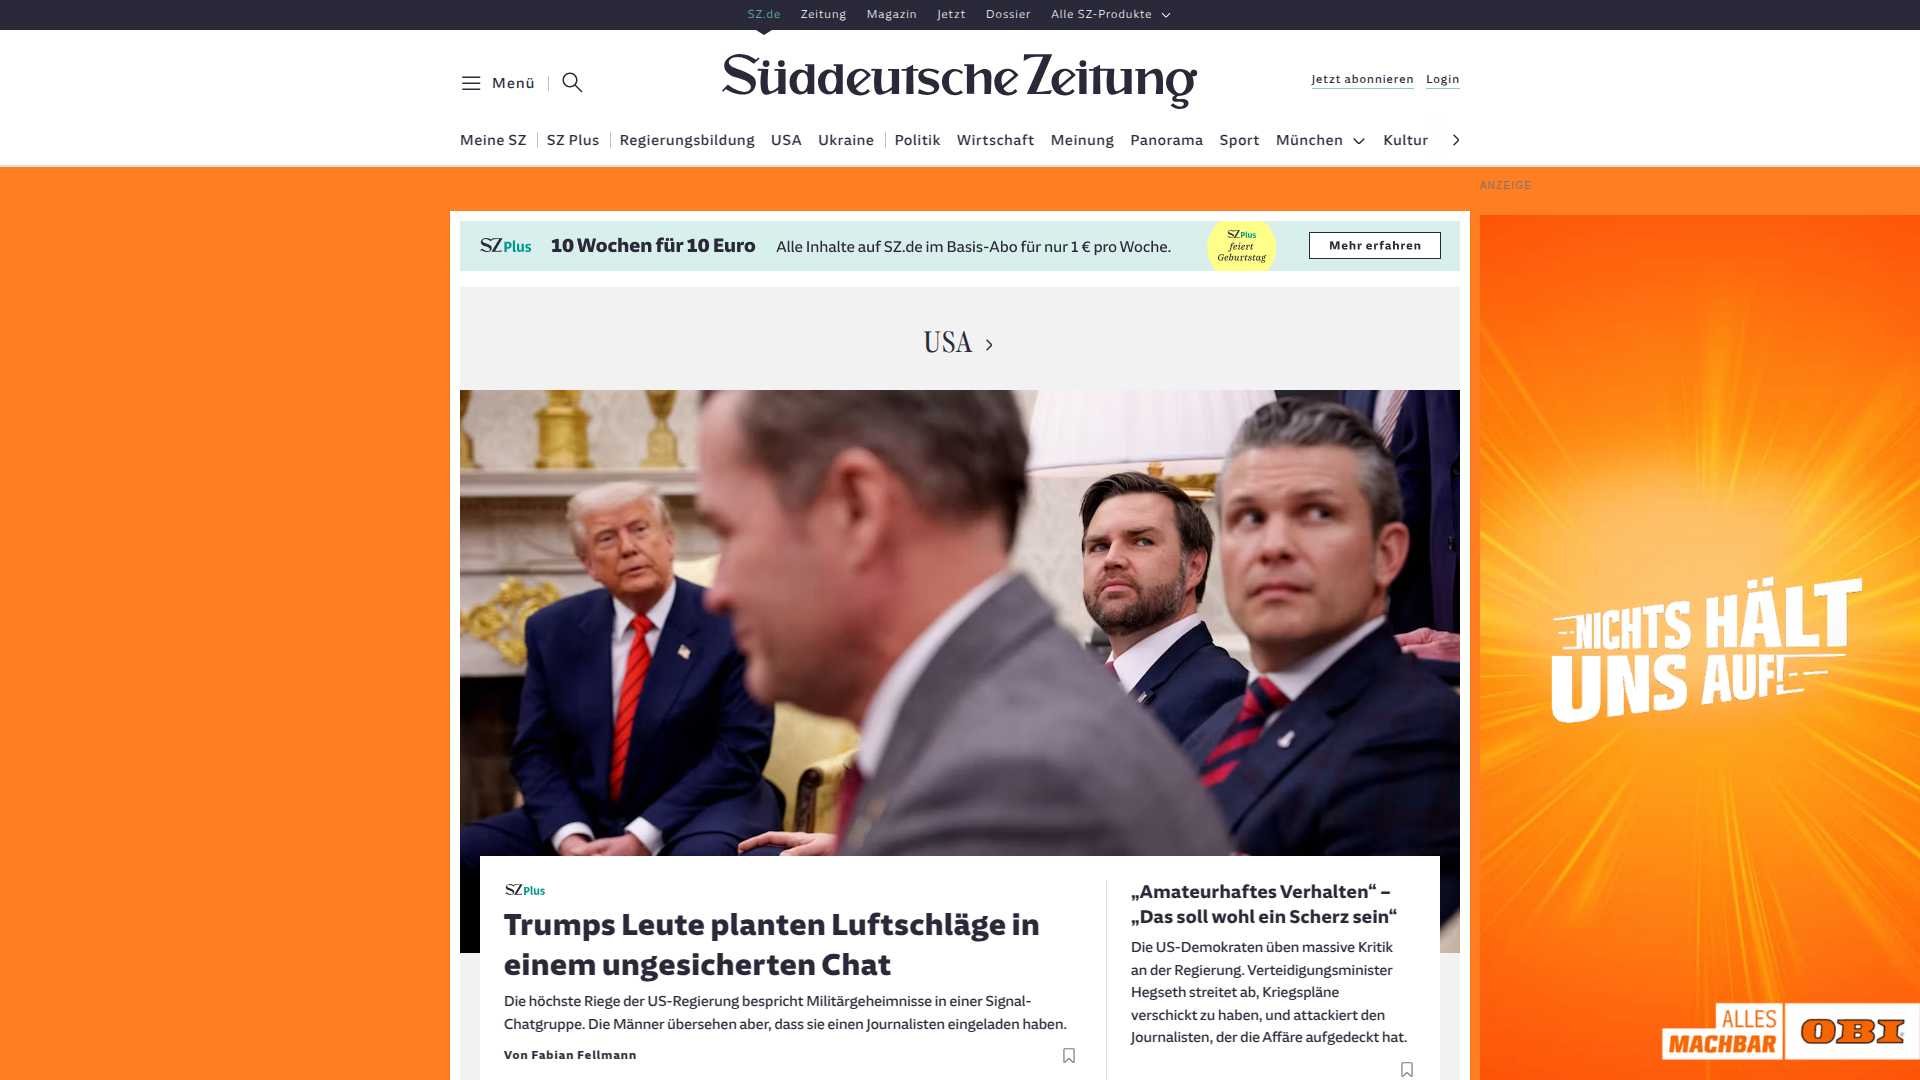 SZ.de Zeitung Magazin Jetzt Dossier Alle SZ-Produkte
Menü
Süddeutsche Zeitung
Jetzt abonnieren Login
Meine SZ SZ Plus Regierungsbildung USA Ukraine Politik Wirtschaft Meinung Panorama Sport München Kultur
ANZEIGE
SZ Plus 10 Wochen für 10 Euro Alle Inhalte auf SZ.de im Basis-Abo für nur 1 € pro Woche.
SZ Plus
feiert
Geburtstag
Mehr erfahren
USA
SZ Plus
Trumps Leute planten Luftschläge in
einem ungesicherten Chat
Die höchste Riege der US-Regierung bespricht Militärgeheimnisse in einer Signal-
Chatgruppe. Die Männer übersehen aber, dass sie einen Journalisten eingeladen haben.
Von Fabian Fellmann
„Amateurhaftes Verhalten“ –
„Das soll wohl ein Scherz sein“
Die US-Demokraten üben massive Kritik
an der Regierung. Verteidigungsminister
Hegseth streitet ab, Kriegspläne
verschickt zu haben, und attackiert den
Journalisten, der die Affäre aufgedeckt hat.
NICHTS HÄLT
UNS AUF!
ALLES
MACHBAR
OBI